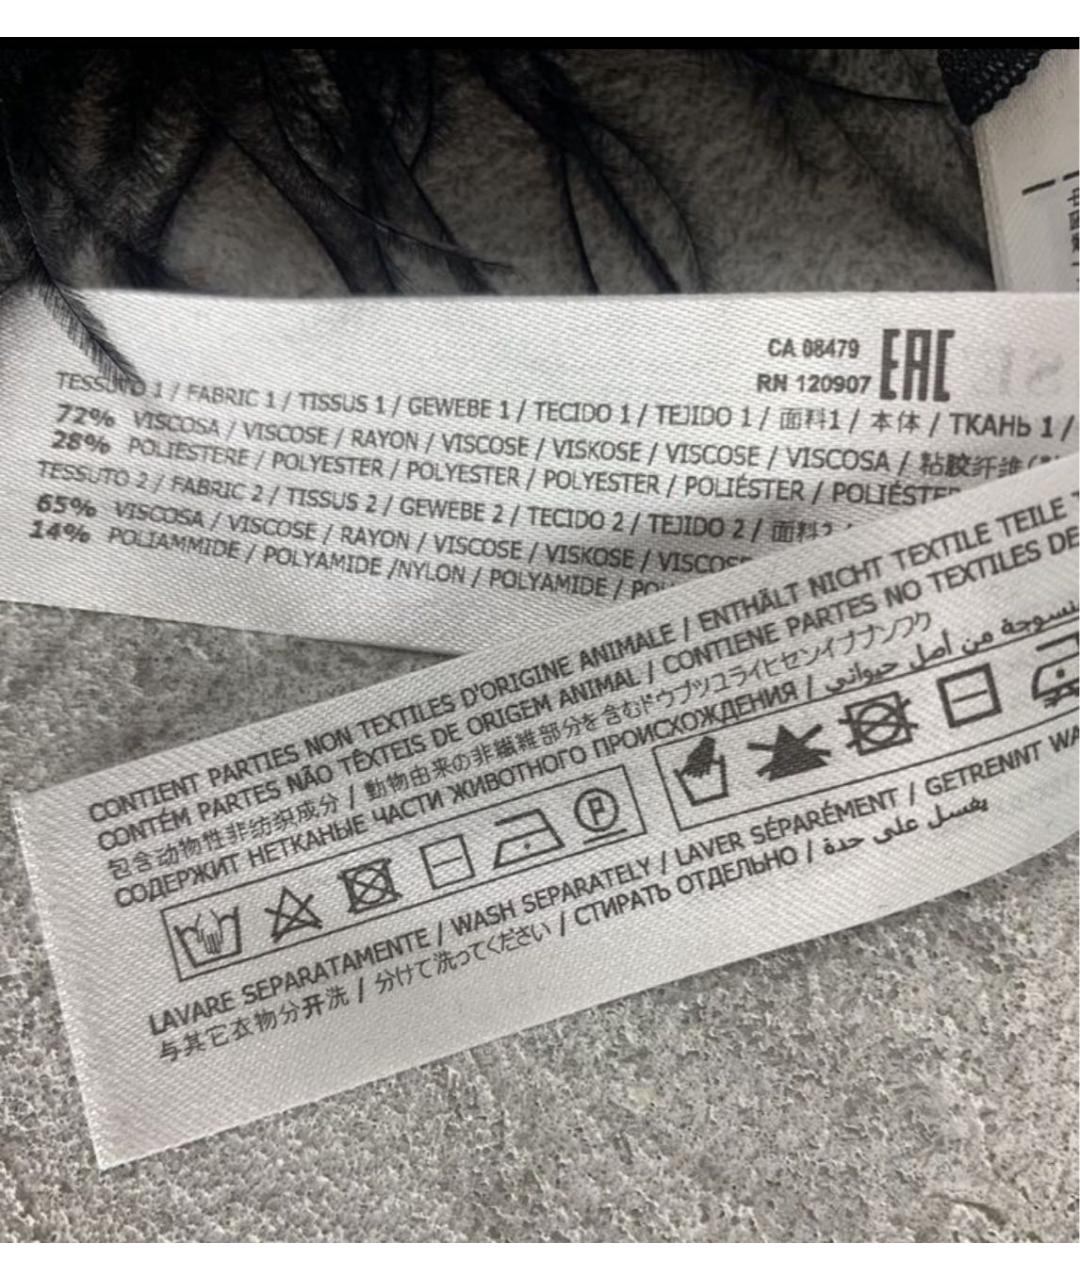 CA 08479
RN 120907
EAC
TESSUTO 1 / FABRIC 1 / TISSUS 1 / GEWEBE 1 / TECIDO 1 / TEJIDO 1 / 面料1 / 本体 / ТКАНЬ 1 /
72% VISCOSA / VISCOSE / RAYON / VISCOSE / VISKOSE / VISCOSE / VISCOSA / 粘胶纤维
28% POLIESTERE / POLYESTER / POLYESTER / POLYESTER / POLIÉSTER / POLIÉSTER
TESSUTO 2 / FABRIC 2 / TISSUS 2 / GEWEBE 2 / TECIDO 2 / TEJIDO 2 / 面料2 /
65% VISCOSA / VISCOSE / RAYON / VISCOSE / VISKOSE / VISCOSE
14% POLIAMMIDE / POLYAMIDE /NYLON / POLYAMIDE /
CONTIENT PARTIES NON TEXTILES D'ORIGINE ANIMALE / ENTHÄLT NICHT TEXTILE TEILE
CONTÉM PARTES NÃO TÊXTEIS DE ORIGEM ANIMAL / CONTIENE PARTES NO TEXTILES DE
包含动物性非纺织成分 / 動物由来の非繊維部分を含むドウブツユライヒセンイブナンフク
СОДЕРЖИТ НЕТКАНЫЕ ЧАСТИ ЖИВОТНОГО ПРОИСХОЖДЕНИЯ / منسوجة من أصل حيواني
P
LAVARE SEPARATAMENTE / WASH SEPARATELY / LAVER SÉPARÉMENT / GETRENNT WA
与其它衣物分开洗 / 分けて洗ってください / СТИРАТЬ ОТДЕЛЬНО / يغسل على حدة